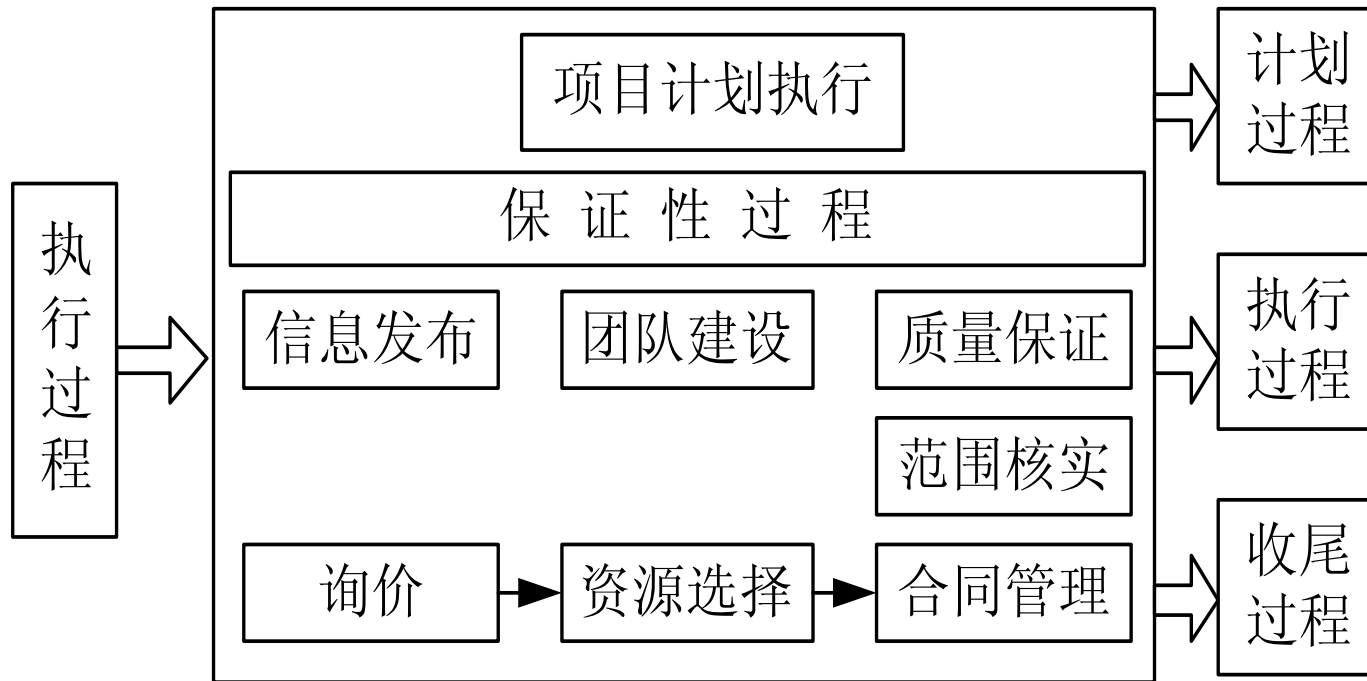 执
行
过
程
项目计划执行
保 证 性 过 程
信息发布
团队建设
质量保证
范围核实
询价
资源选择
合同管理
计划
过程
执行
过程
收尾
过程